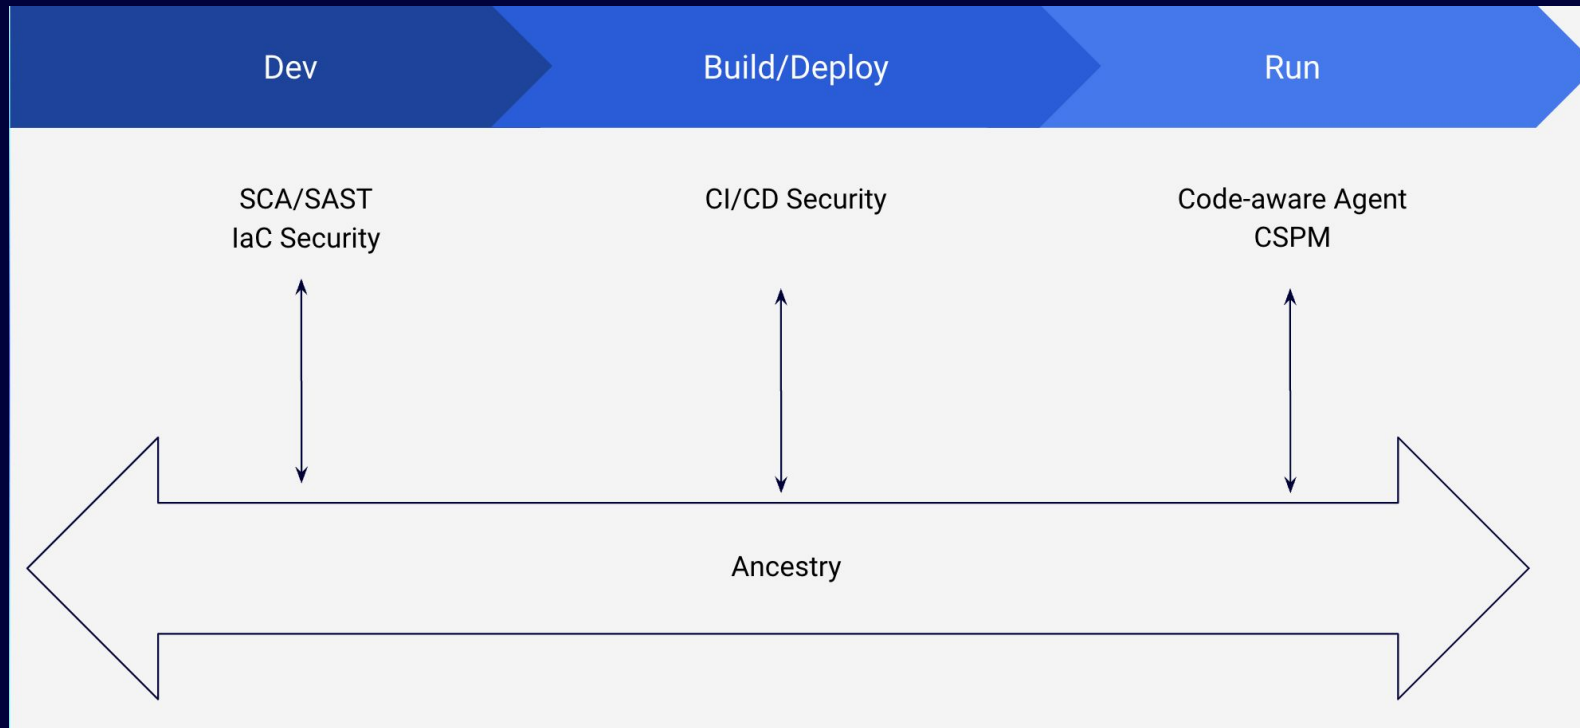 Dev
Build/Deploy
Run
SCA/SAST
IaC Security
CI/CD Security
Code-aware Agent
CSPM
Ancestry